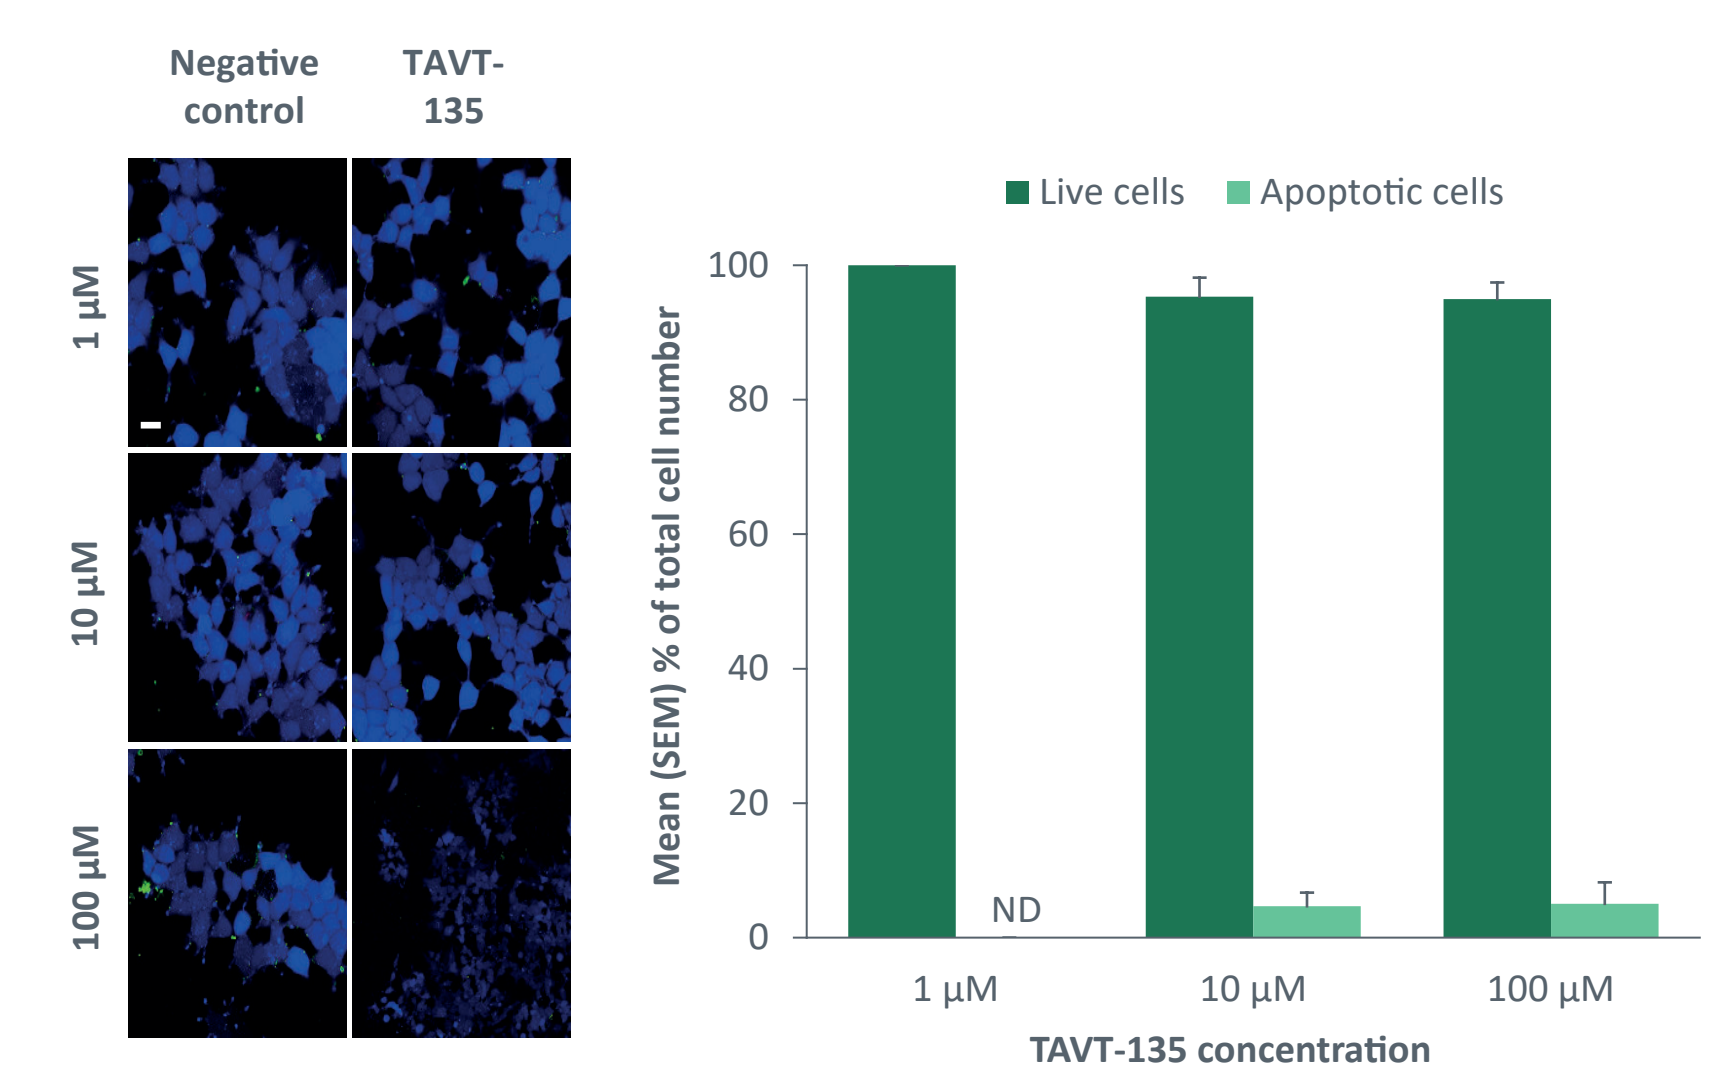 Negative
control
TAVT-
135
1 µM
10 µM
100 µM
Live cells
Apoptotic cells
Mean (SEM) % of total cell number
100
80
60
40
20
0
ND
1 µM
10 µM
100 µM
TAVT-135 concentration